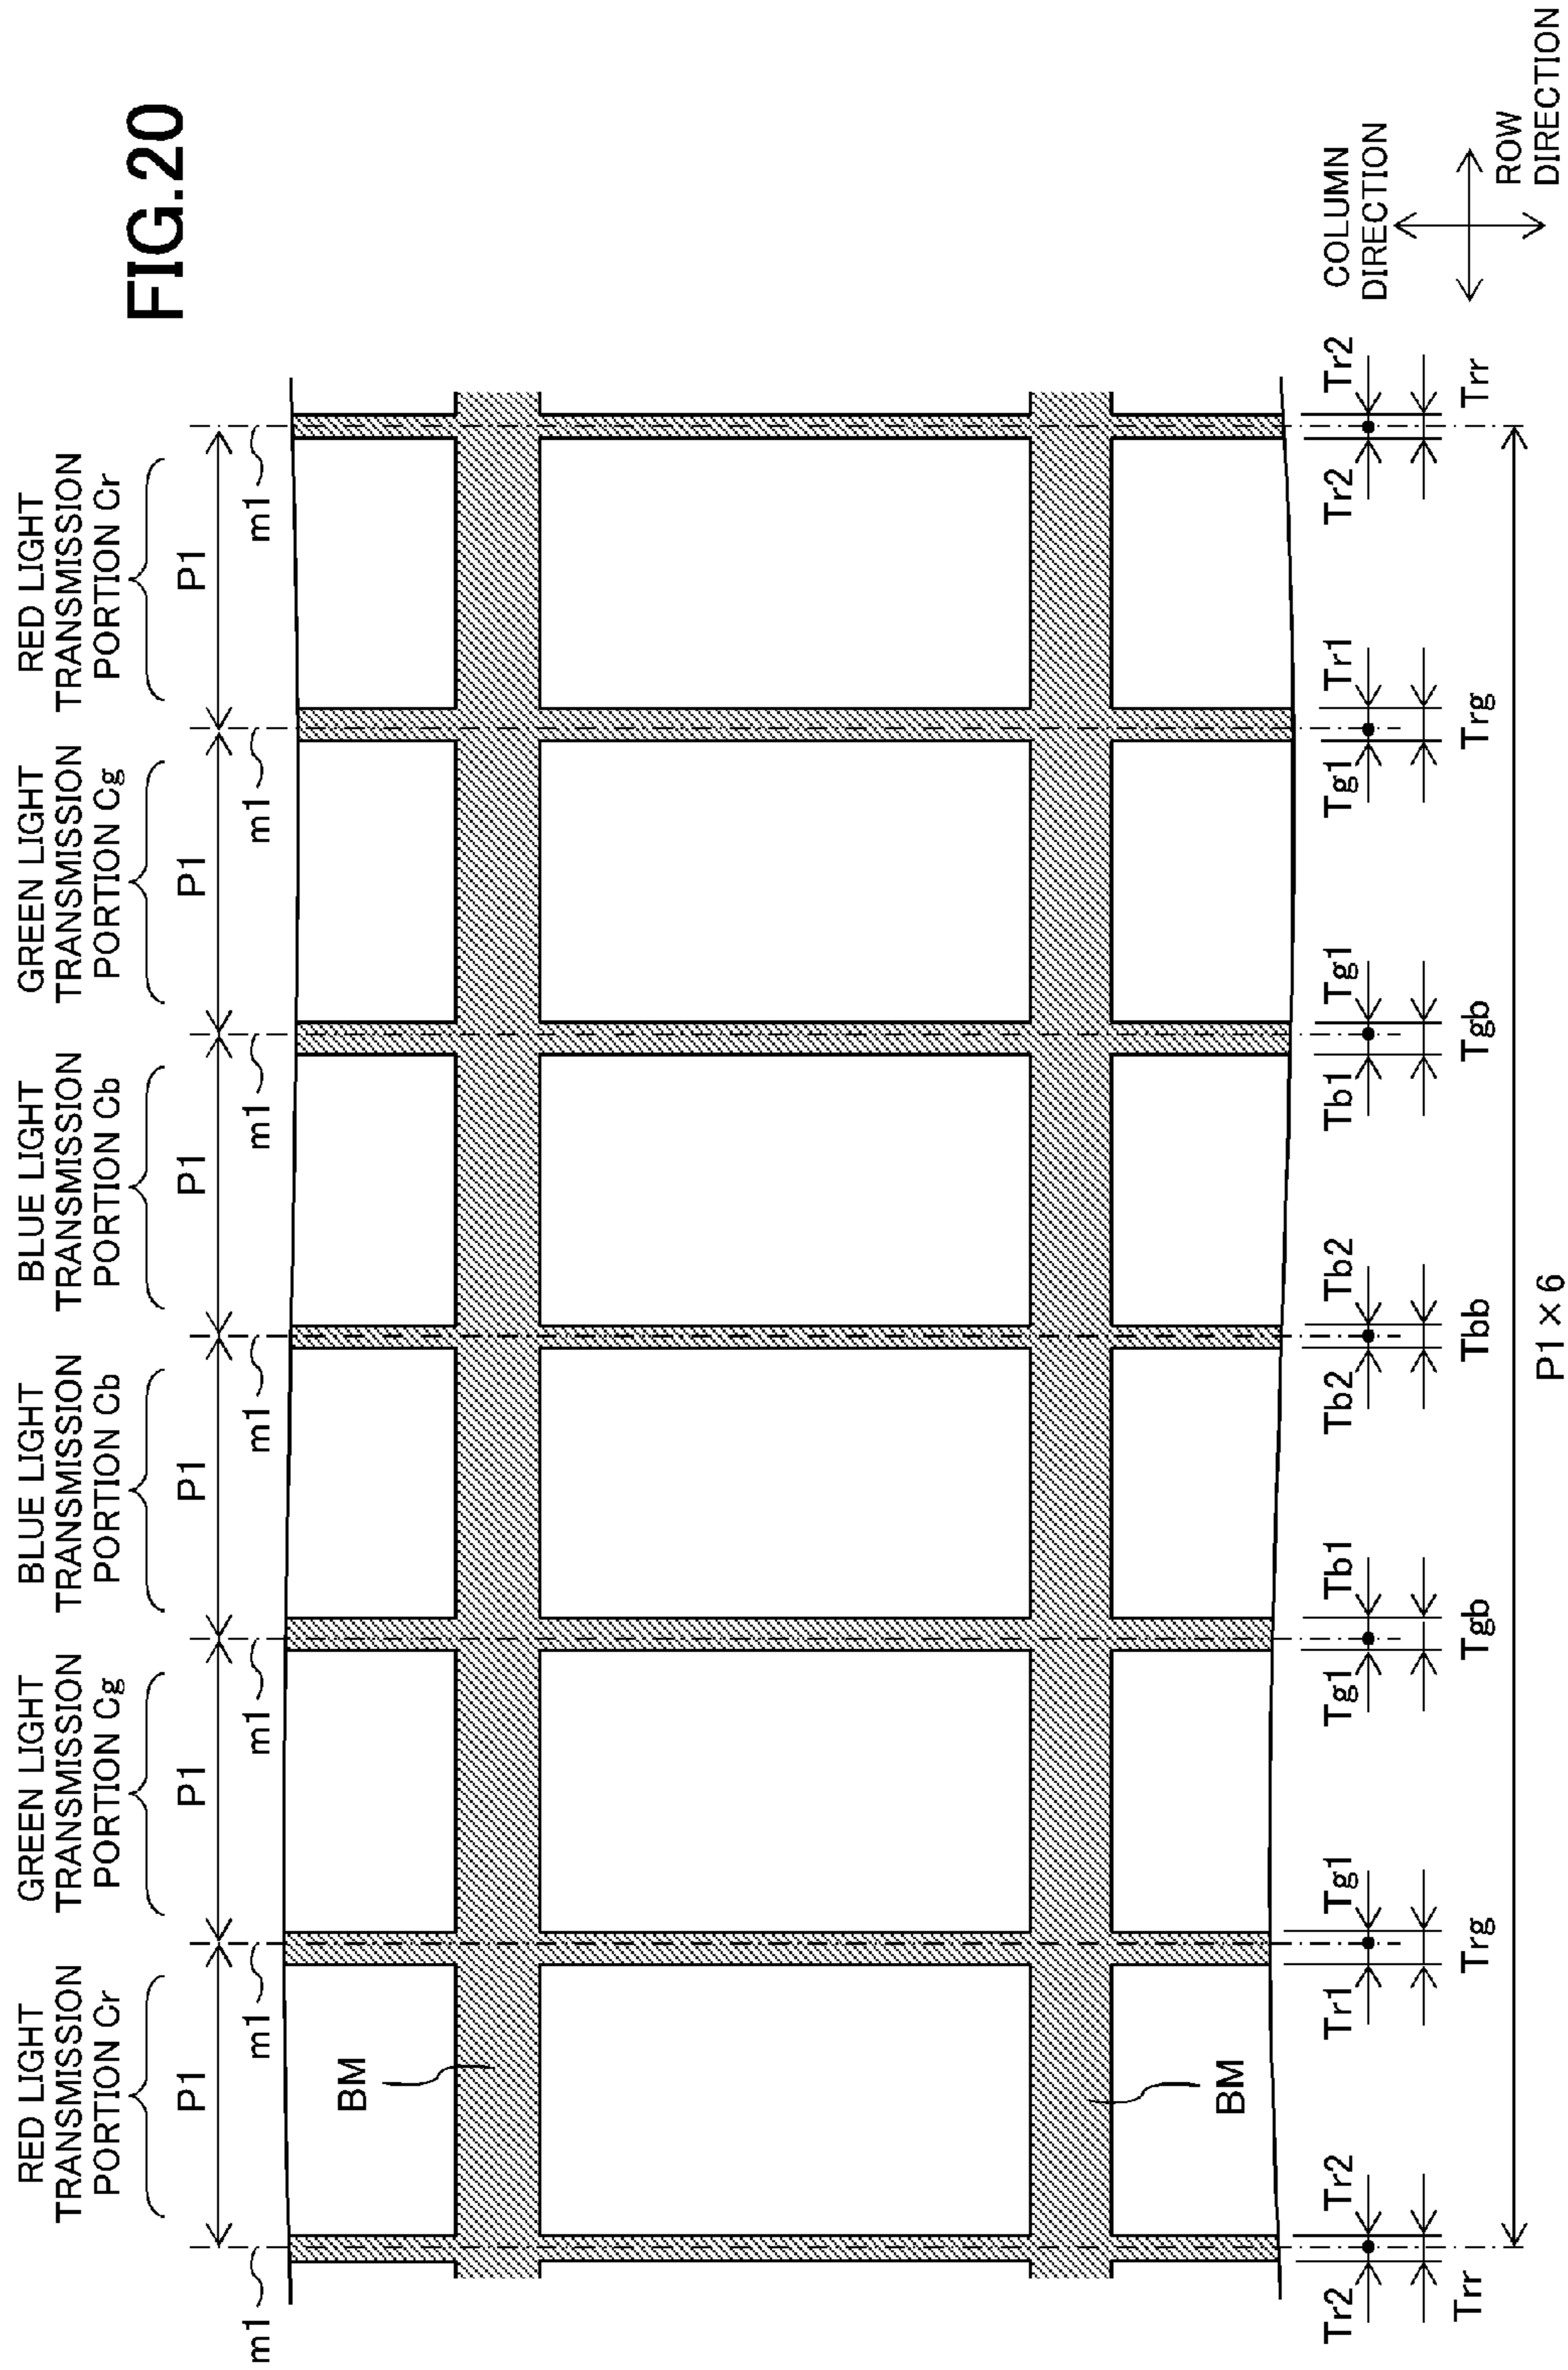 FIG.20
RED LIGHT
TRANSMISSION
PORTION Cr
GREEN LIGHT
TRANSMISSION
PORTION Cg
BLUE LIGHT
TRANSMISSION
PORTION Cb
BLUE LIGHT
TRANSMISSION
PORTION Cb
GREEN LIGHT
TRANSMISSION
PORTION Cg
RED LIGHT
TRANSMISSION
PORTION Cr
P1 P1 P1 P1 P1 P1
m1 m1 m1 m1 m1 m1 m1
BM
BM
Tr2 Tr2 Tr1 Tg1 Tg1 Tb1 Tb2 Tb2 Tb1 Tg1 Tg1 Tr1 Tr2 Tr2
Trr Trg Tgb Tbb Tgb Trg Trr
P1×6
COLUMN
DIRECTION
ROW
DIRECTION